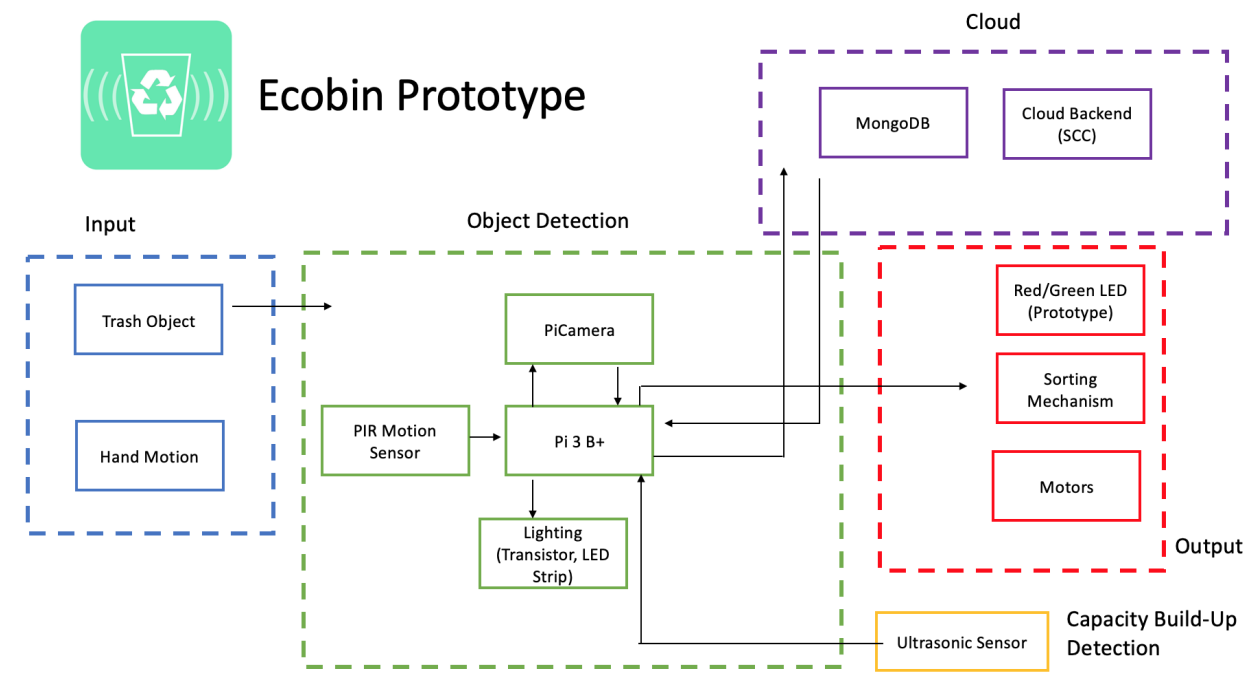 Cloud
Ecobin Prototype
MongoDB
Cloud Backend
(SCC)
Input
Object Detection
Trash Object
Hand Motion
PiCamera
PIR Motion
Sensor
Pi 3 B+
Lighting
(Transistor, LED
Strip)
Red/Green LED
(Prototype)
Sorting
Mechanism
Motors
Output
Ultrasonic Sensor
Capacity Build-Up
Detection